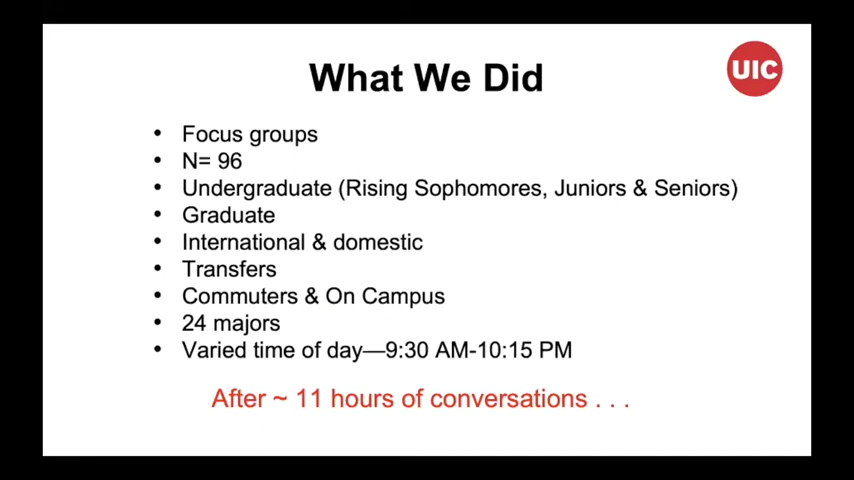 What We Did
UIC
• Focus groups
• N= 96
• Undergraduate (Rising Sophomores, Juniors & Seniors)
• Graduate
• International & domestic
• Transfers
• Commuters & On Campus
• 24 majors
• Varied time of day—9:30 AM-10:15 PM
After ~ 11 hours of conversations . . .